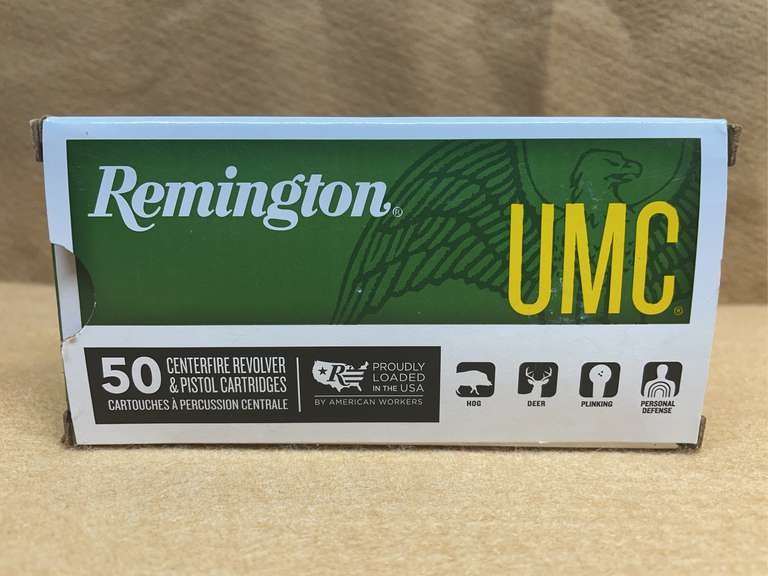 Remington®
UMC®
50 CENTERFIRE REVOLVER
& PISTOL CARTRIDGES
CARTOUCHES À PERCUSSION CENTRALE
R
PROUDLY
LOADED
IN THE USA
BY AMERICAN WORKERS
HOG
DEER
PLINKING
PERSONAL
DEFENSE